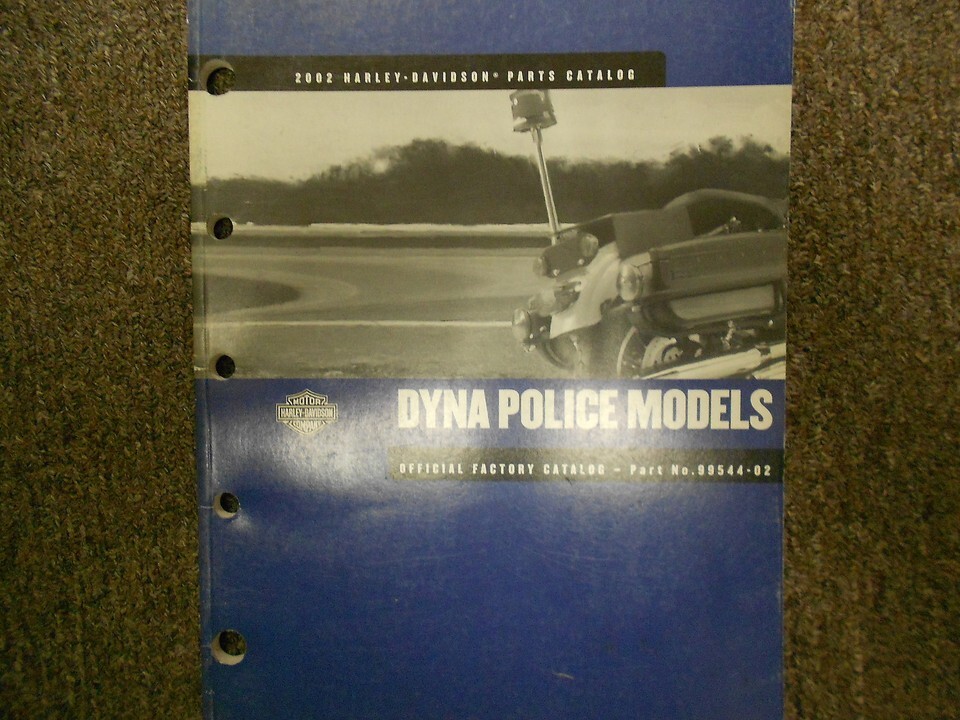 2002 HARLEY-DAVIDSON® PARTS CATALOG
MOTOR
HARLEY-DAVIDSON
COMPANY
DYNA POLICE MODELS
OFFICIAL FACTORY CATALOG – Part No.99544-02